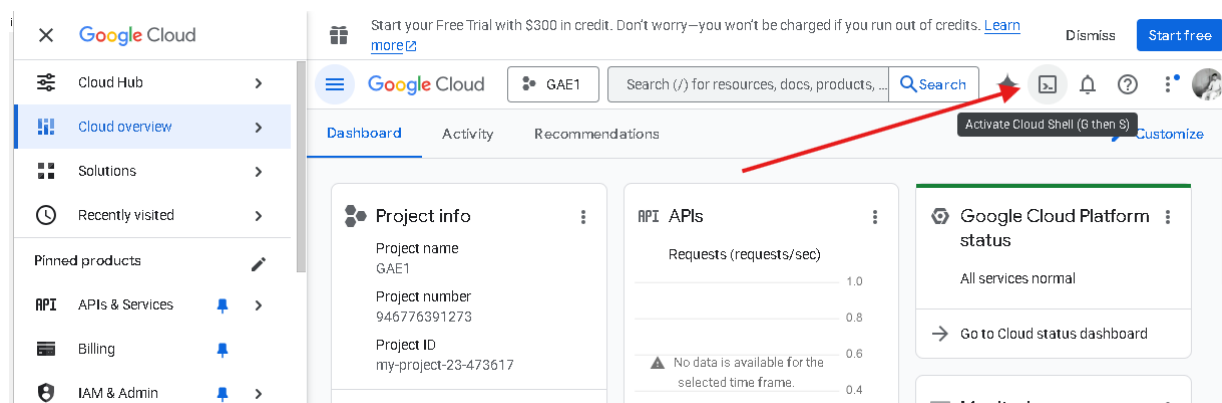 Start your Free Trial with $300 in credit. Don't worry—you won't be charged if you run out of credits. Learn
more
Dismiss
Start free
Google Cloud
Cloud Hub
Cloud overview
Solutions
Recently visited
Pinned products
API APIs & Services
Billing
IAM & Admin
Google Cloud
GAE1
Search (/) for resources, docs, products, ...
Search
Activate Cloud Shell (G then S)
Dashboard
Activity
Recommendations
Customize
Project info
Project name
GAE1
Project number
946776391273
Project ID
my-project-23-473617
API APIs
Requests (requests/sec)
1.0
0.8
0.6
0.4
No data is available for the
selected time frame.
Google Cloud Platform
status
All services normal
Go to Cloud status dashboard